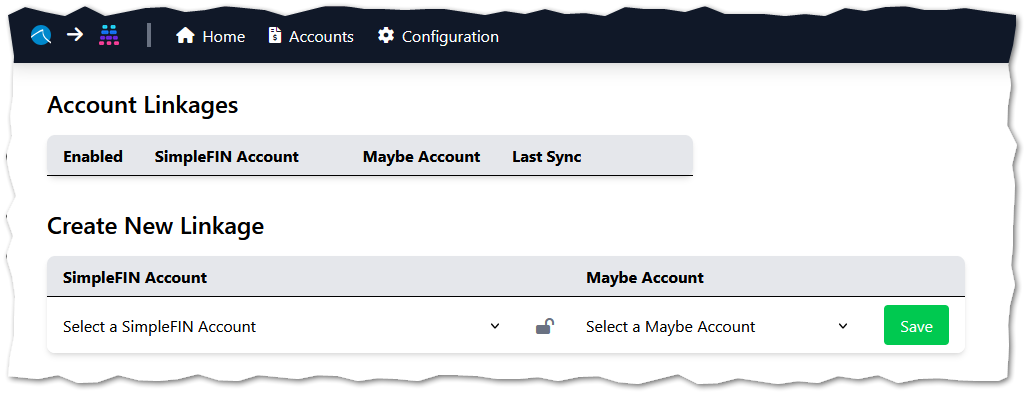 Home Accounts Configuration
Account Linkages
Enabled SimpleFIN Account Maybe Account Last Sync
Create New Linkage
SimpleFIN Account Maybe Account
Select a SimpleFIN Account Select a Maybe Account Save